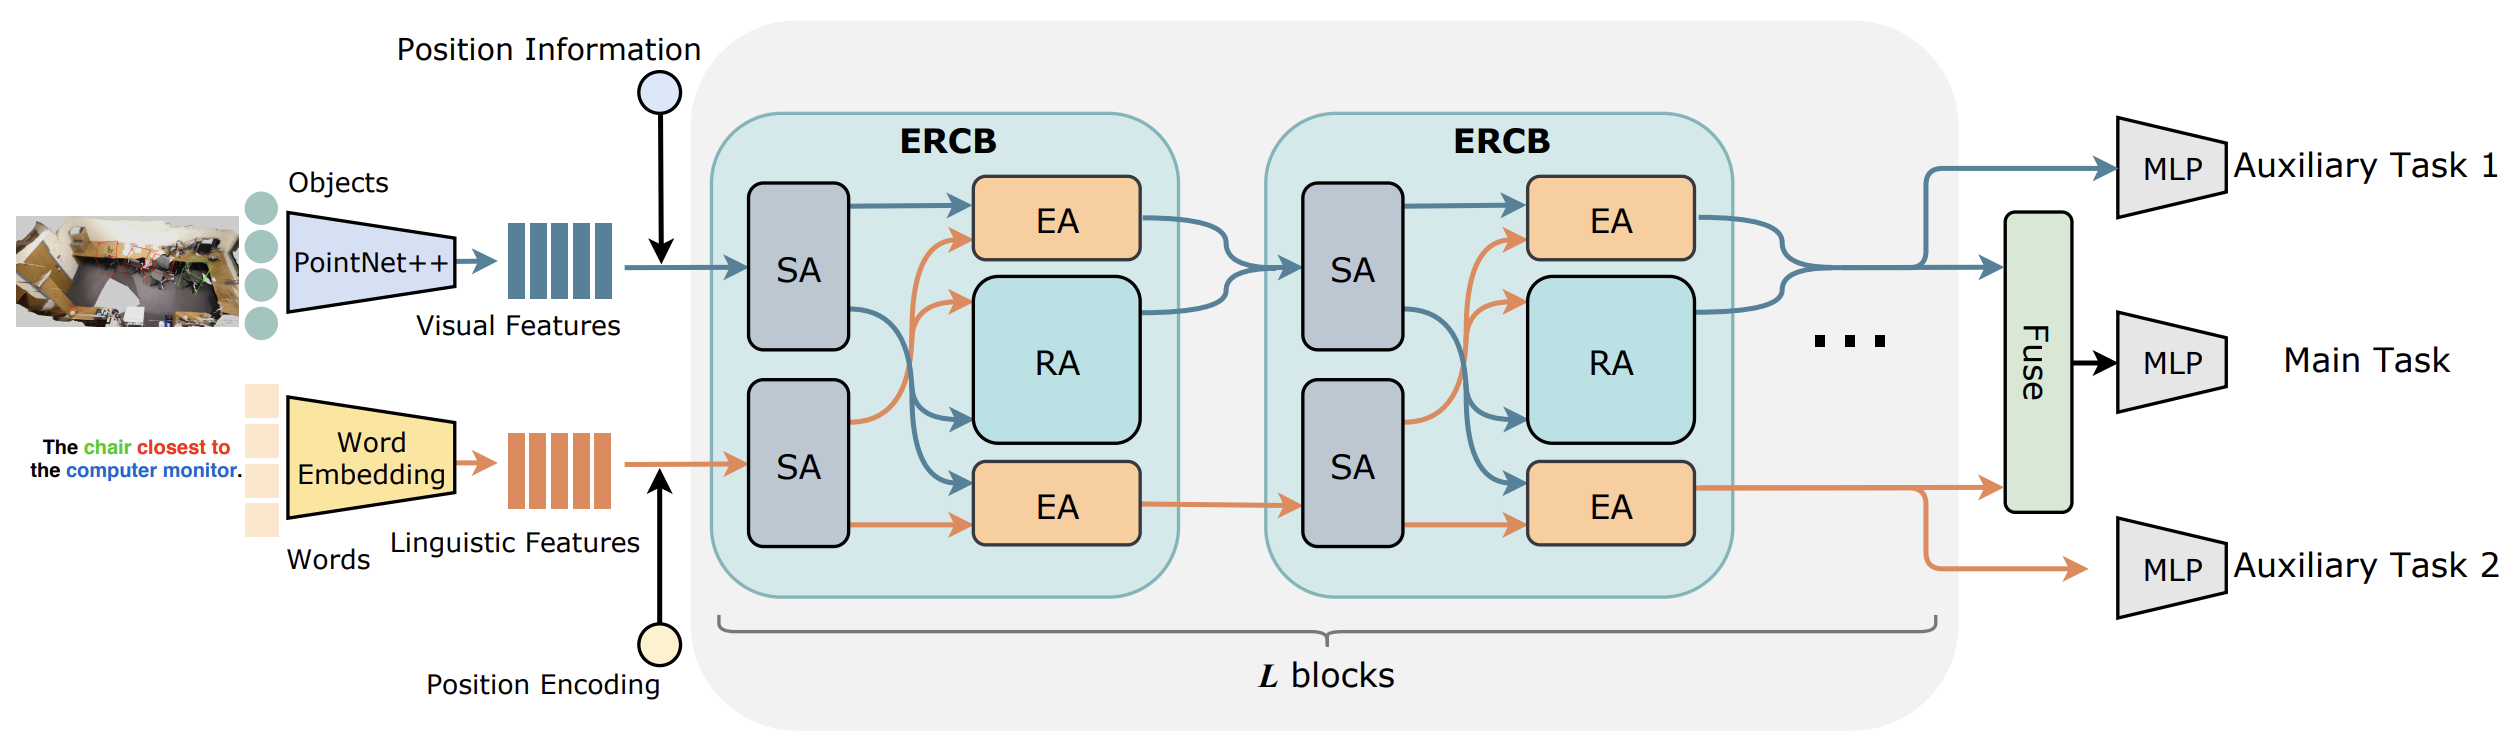 Position Information
Objects
PointNet++
Visual Features
The chair closest to
the computer monitor.
Word
Embedding
Words
Linguistic Features
Position Encoding
ERCB
SA
SA
EA
RA
EA
ERCB
SA
SA
EA
RA
EA
...
L blocks
Fuse
MLP
Auxiliary Task 1
MLP
Main Task
MLP
Auxiliary Task 2